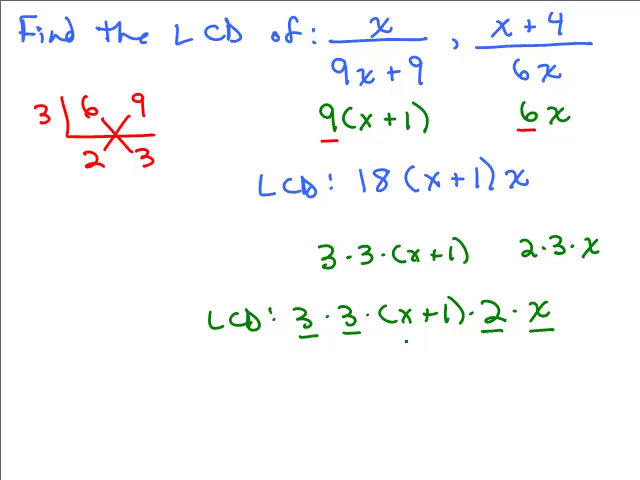 Find the LCD of: x/(9x+9), (x+4)/(6x)
3 | 6 9
2 3
9(x+1) 6x
LCD: 18(x+1)x
3·3·(x+1) 2·3·x
LCD: 3·3·(x+1)·2·x